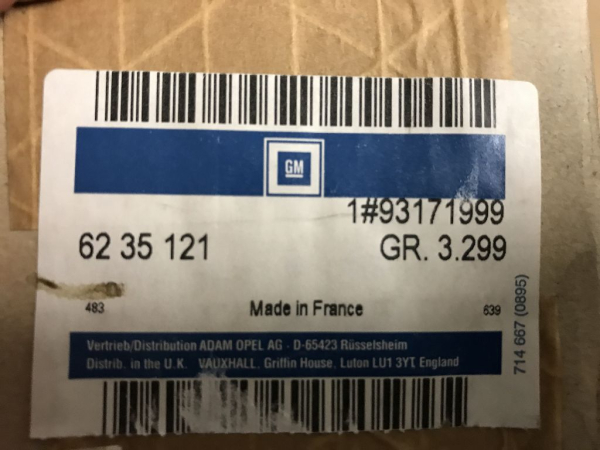 GM
1#93171999
62 35 121 GR. 3.299
483 Made in France 639
714 667 (0895)
Vertrieb/Distribution ADAM OPEL AG - D-65423 Rüsselsheim
Distrib. in the U.K. VAUXHALL, Griffin House, Luton LU1 3YT, England